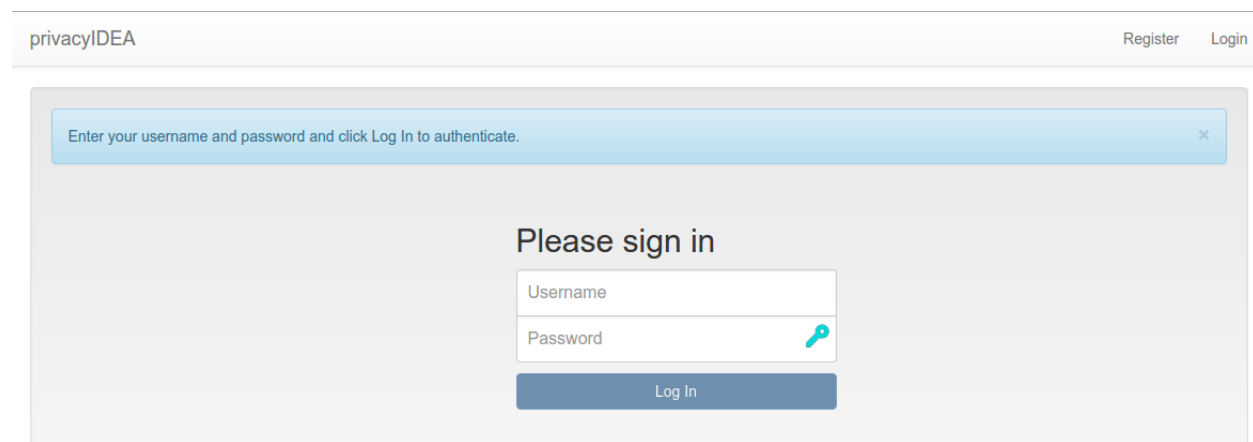 privacyIDEA Register Login
Enter your username and password and click Log In to authenticate. ×
Please sign in
Username
Password
Log In